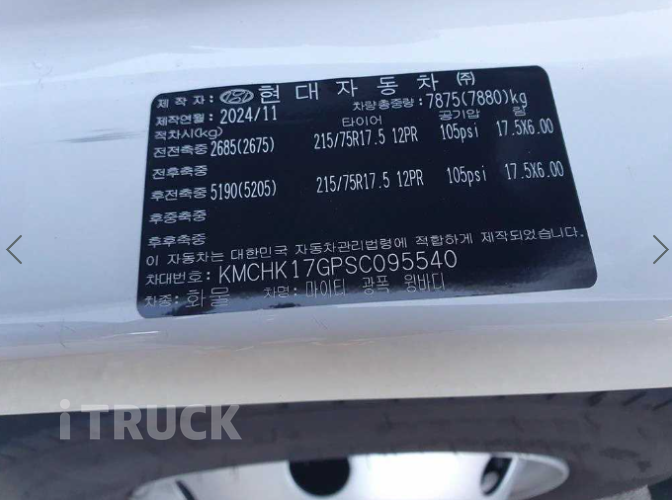 제 작 자: 현대자동차 ㈜
제작연월: 2024/11 차량총중량: 7875(7880)kg
적차시(kg) 타이어 공기압 림
전전축중 2685(2675) 215/75R17.5 12PR 105psi 17.5X6.00
전후축중
후전축중 5190(5205) 215/75R17.5 12PR 105psi 17.5X6.00
후중축중
후후축중
이 자동차는 대한민국 자동차관리법령에 적합하게 제작되었음.
차대번호: KMCHK17GPSC095540
차종: 화물 차명: 마이티 광폭 윙바디
iTRUCK